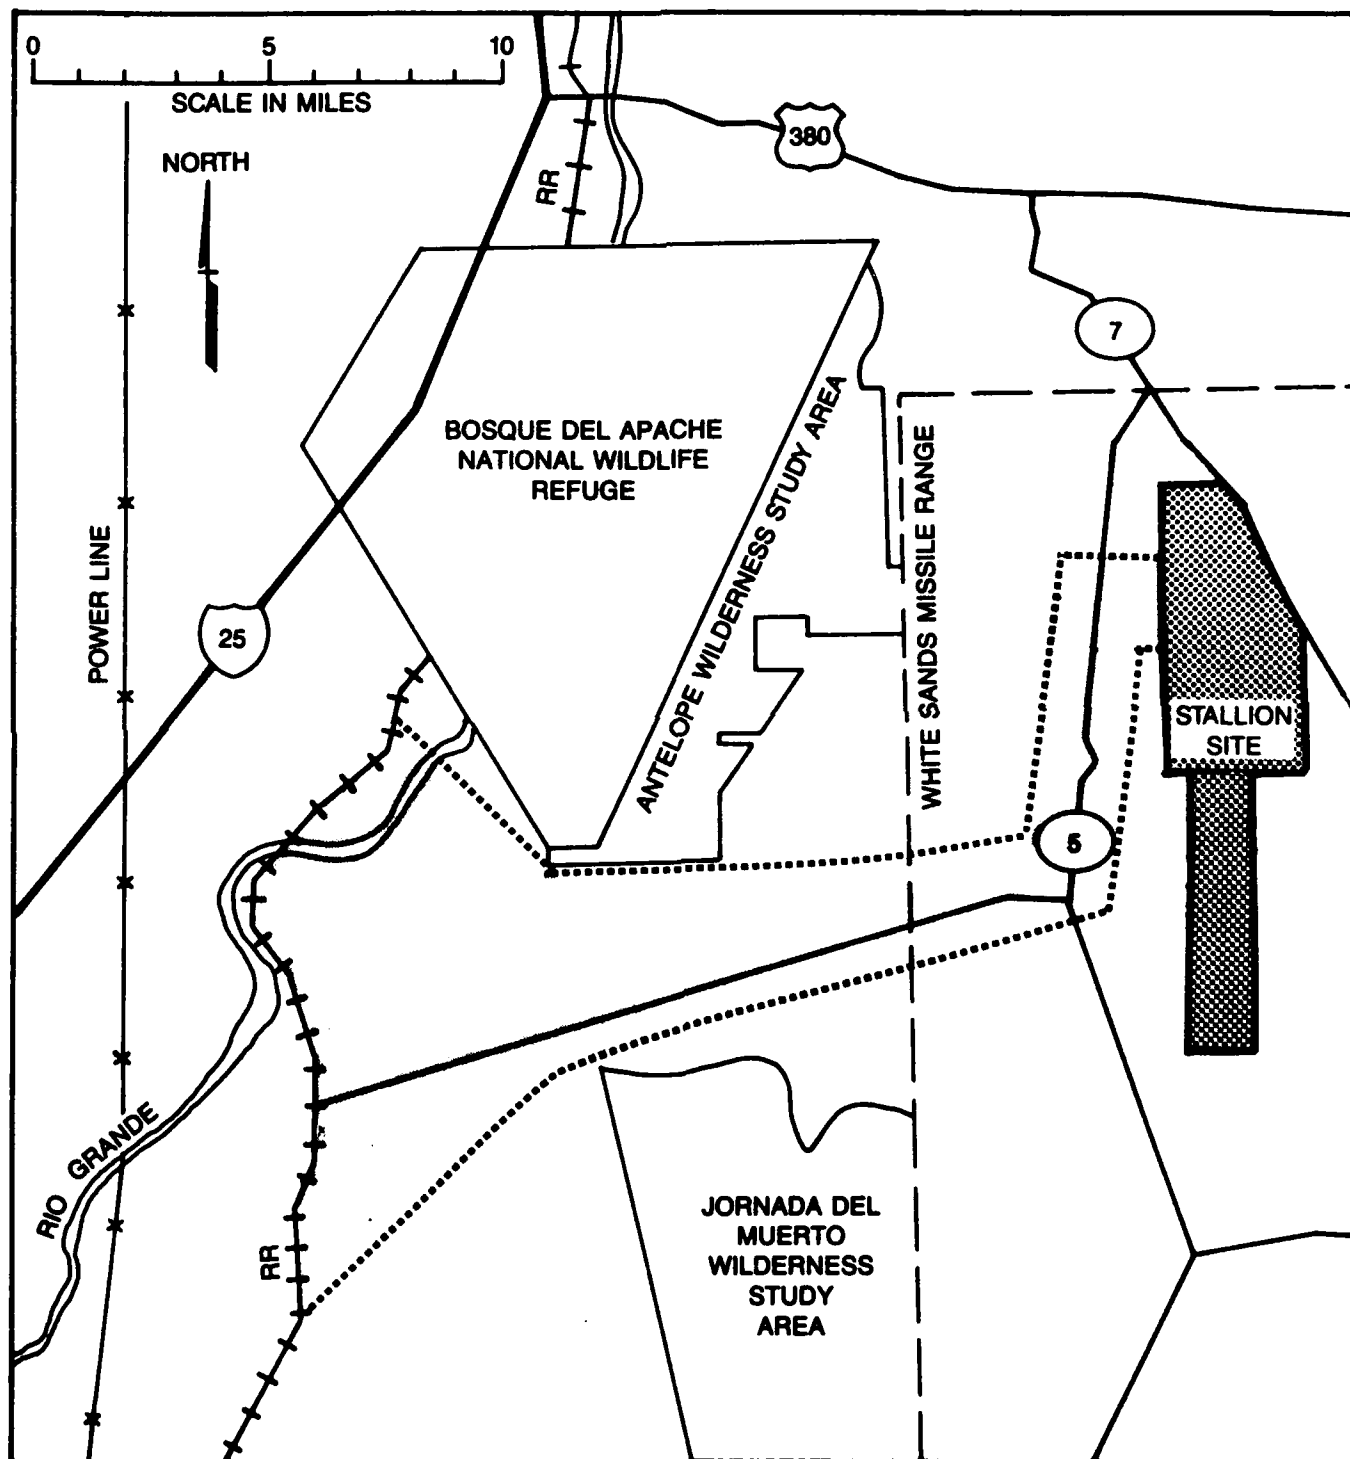 0 5 10
SCALE IN MILES
NORTH
380
RR
7
BOSQUE DEL APACHE
NATIONAL WILDLIFE
REFUGE
ANTELOPE WILDERNESS STUDY AREA
WHITE SANDS MISSILE RANGE
POWER LINE
25
STALLION
SITE
5
RIO GRANDE
RR
JORNADA DEL
MUERTO
WILDERNESS
STUDY
AREA